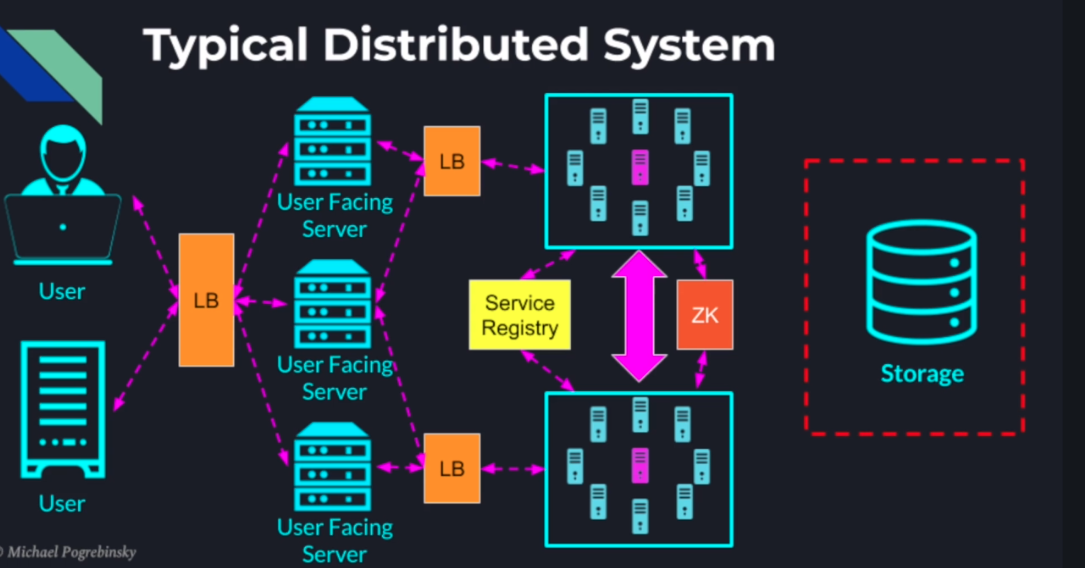 Typical Distributed System
User
User
LB
User Facing
Server
User Facing
Server
User Facing
Server
LB
LB
Service
Registry
ZK
Storage
© Michael Pogrebinsky